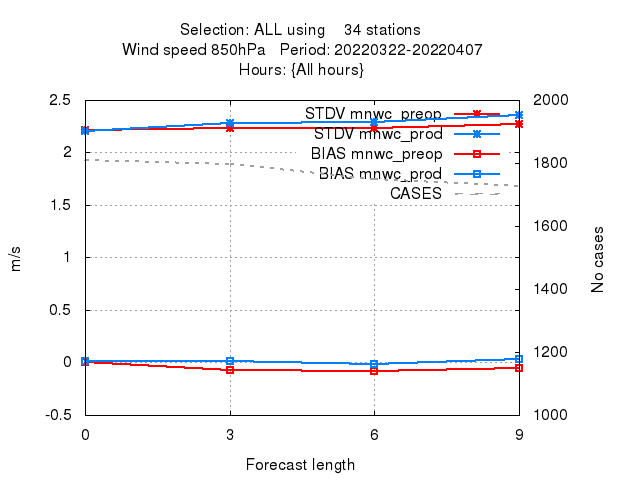 Selection: ALL using 34 stations
Wind speed 850hPa Period: 20220322-20220407
Hours: {All hours}
2.5
2
1.5
1
0.5
0
-0.5
2000
1800
1600
1400
1200
1000
STDV mnwc_preop
STDV mnwc_prod
BIAS mnwc_preop
BIAS mnwc_prod
CASES
m/s
No cases
0 3 6 9
Forecast length